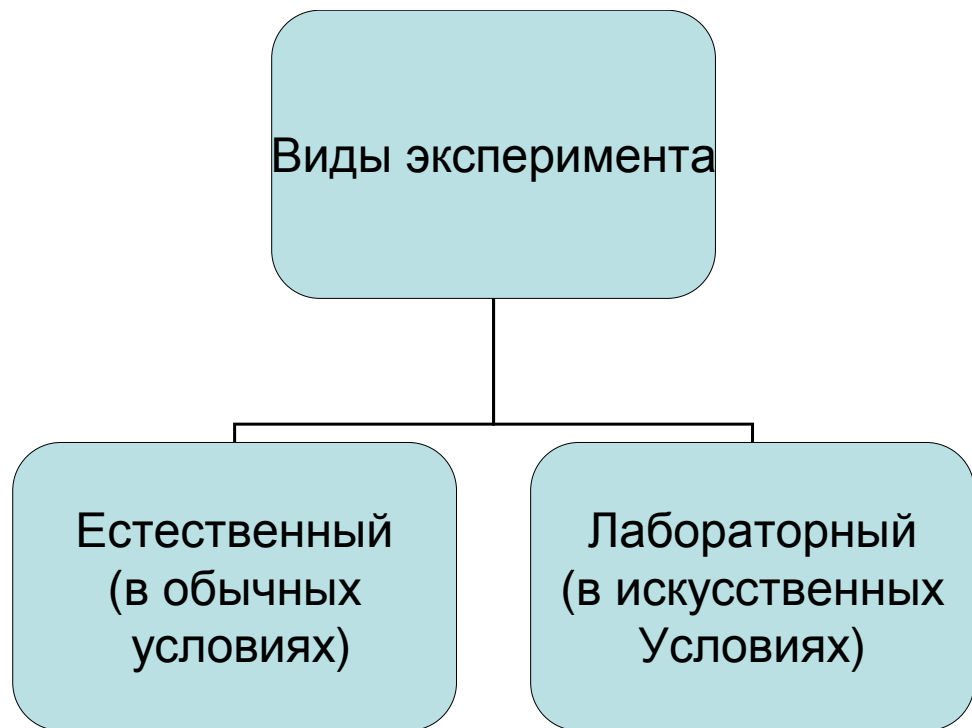 Виды эксперимента
Естественный
(в обычных
условиях)
Лабораторный
(в искусственных
Условиях)